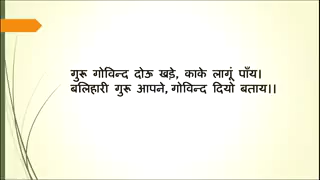 गुरू गोविन्द दोऊ खड़े, काके लागूं पाँय।
बलिहारी गुरू आपने, गोविन्द दियो बताय।।